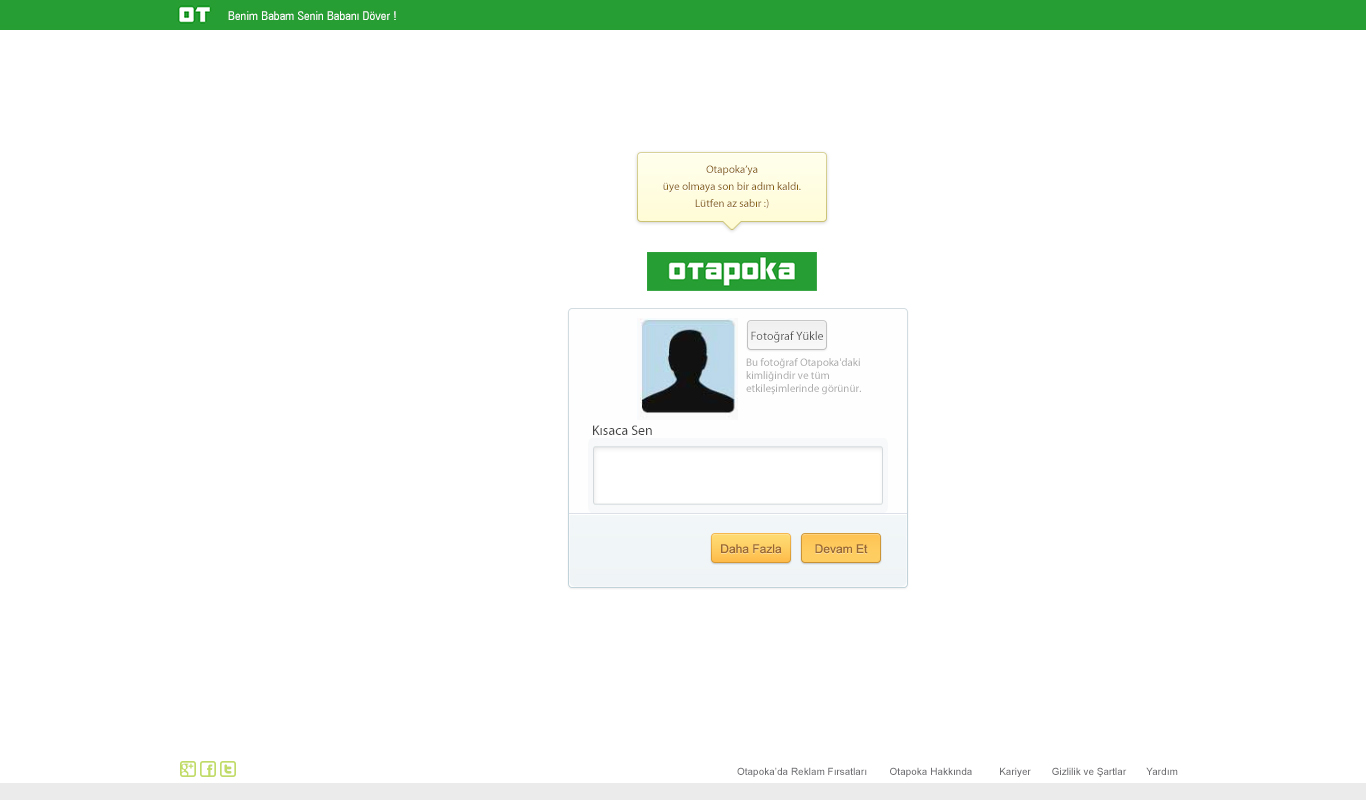 OT
Benim Babam Senin Babanı Döver !
Otapoka'ya
üye olmaya son bir adım kaldı.
Lütfen az sabır :)
otapoka
Fotoğraf Yükle
Bu fotoğraf Otapoka'daki
kimliğindir ve tüm
etkileşimlerinde görünür.
Kısaca Sen
Daha Fazla
Devam Et
Otapoka'da Reklam Fırsatları
Otapoka Hakkında
Kariyer
Gizlilik ve Şartlar
Yardım